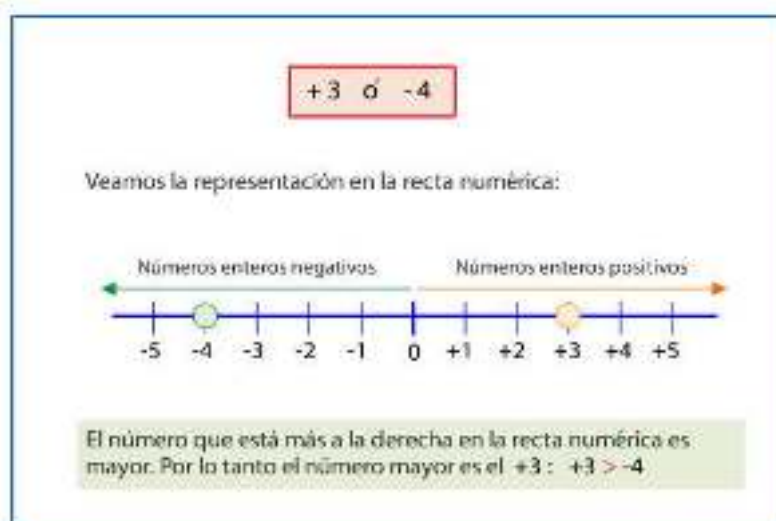 + 3 ó - 4
Veamos la representación en la recta numérica:
Números enteros negativos Números enteros positivos
-5 -4 -3 -2 -1 0 +1 +2 +3 +4 +5
El número que está más a la derecha en la recta numérica es
mayor. Por lo tanto el número mayor es el +3 : +3 > -4